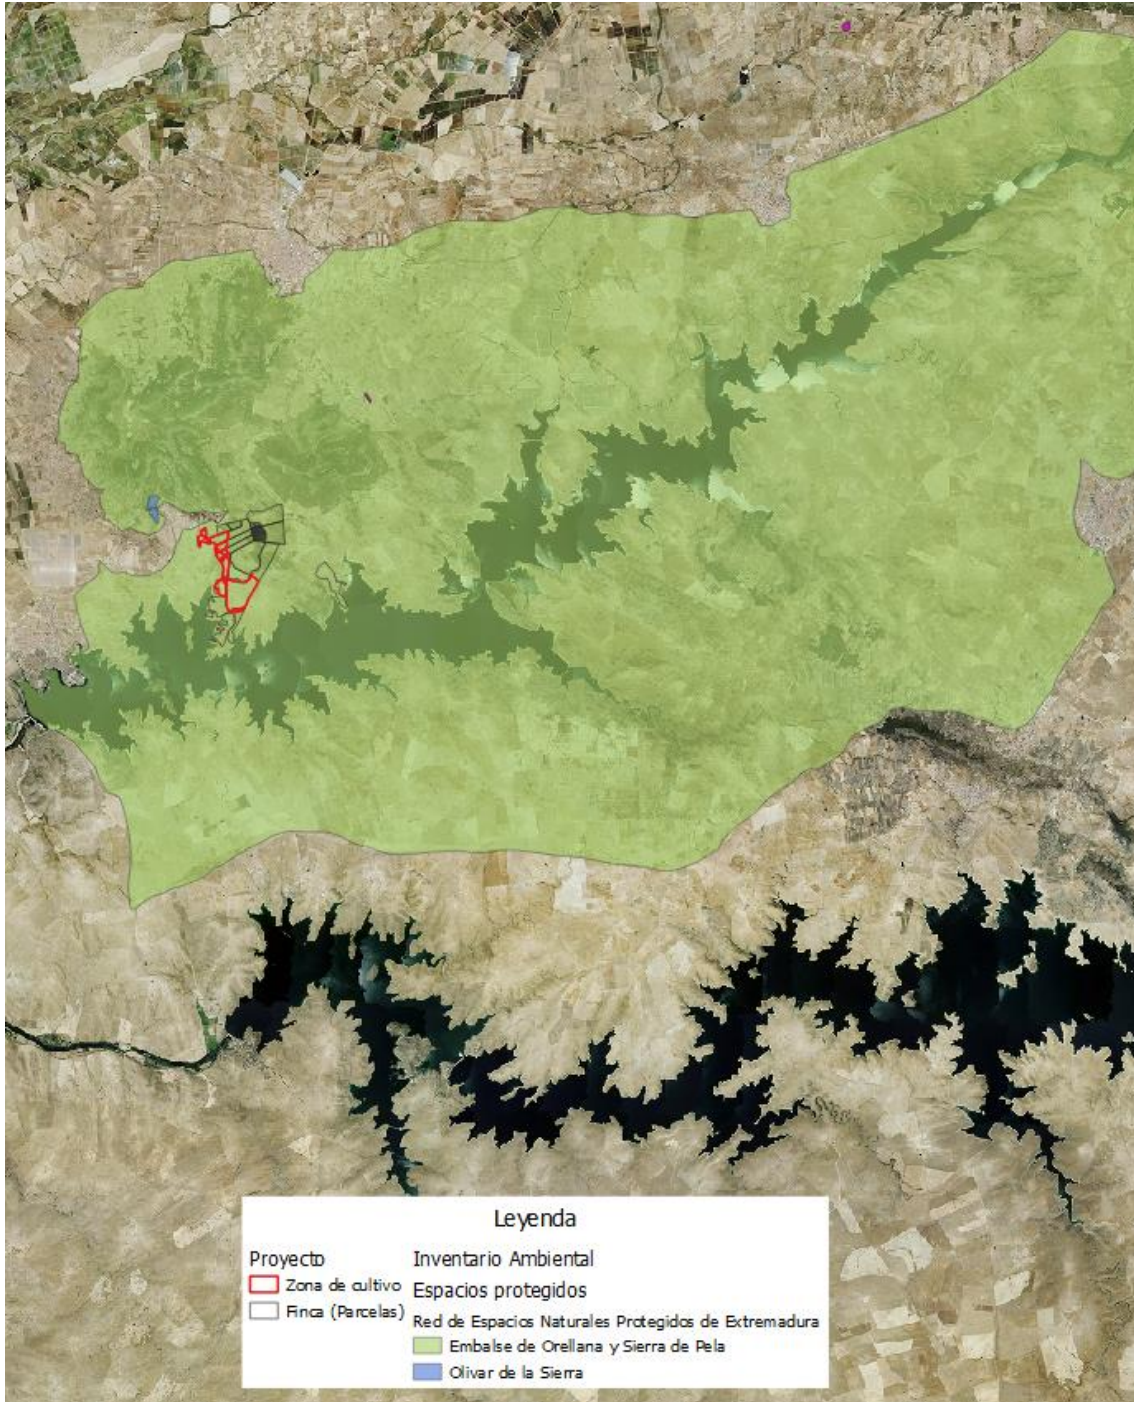 Leyenda
Proyecto
Zona de cultivo
Finca (Parcelas)
Inventario Ambiental
Espacios protegidos
Red de Espacios Naturales Protegidos de Extremadura
Embalse de Orellana y Sierra de Pela
Olivar de la Sierra